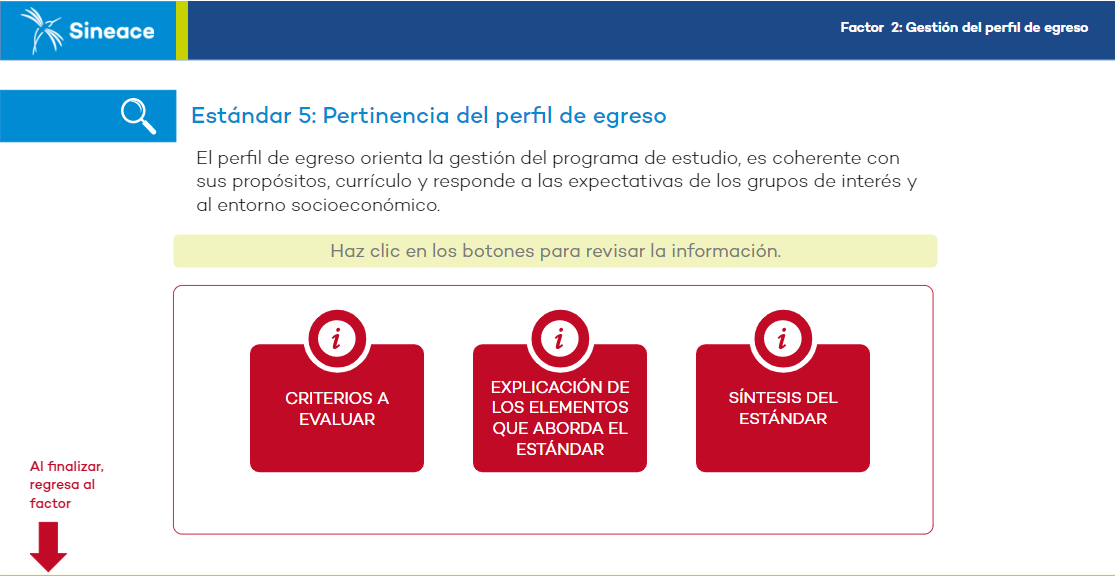 Sineace
Factor 2: Gestión del perfil de egreso
Estándar 5: Pertinencia del perfil de egreso
El perfil de egreso orienta la gestión del programa de estudio, es coherente con
sus propósitos, currículo y responde a las expectativas de los grupos de interés y
al entorno socioeconómico.
Haz clic en los botones para revisar la información.
i
CRITERIOS A
EVALUAR
i
EXPLICACIÓN DE
LOS ELEMENTOS
QUE ABORDA EL
ESTÁNDAR
i
SÍNTESIS DEL
ESTÁNDAR
Al finalizar,
regresa al
factor